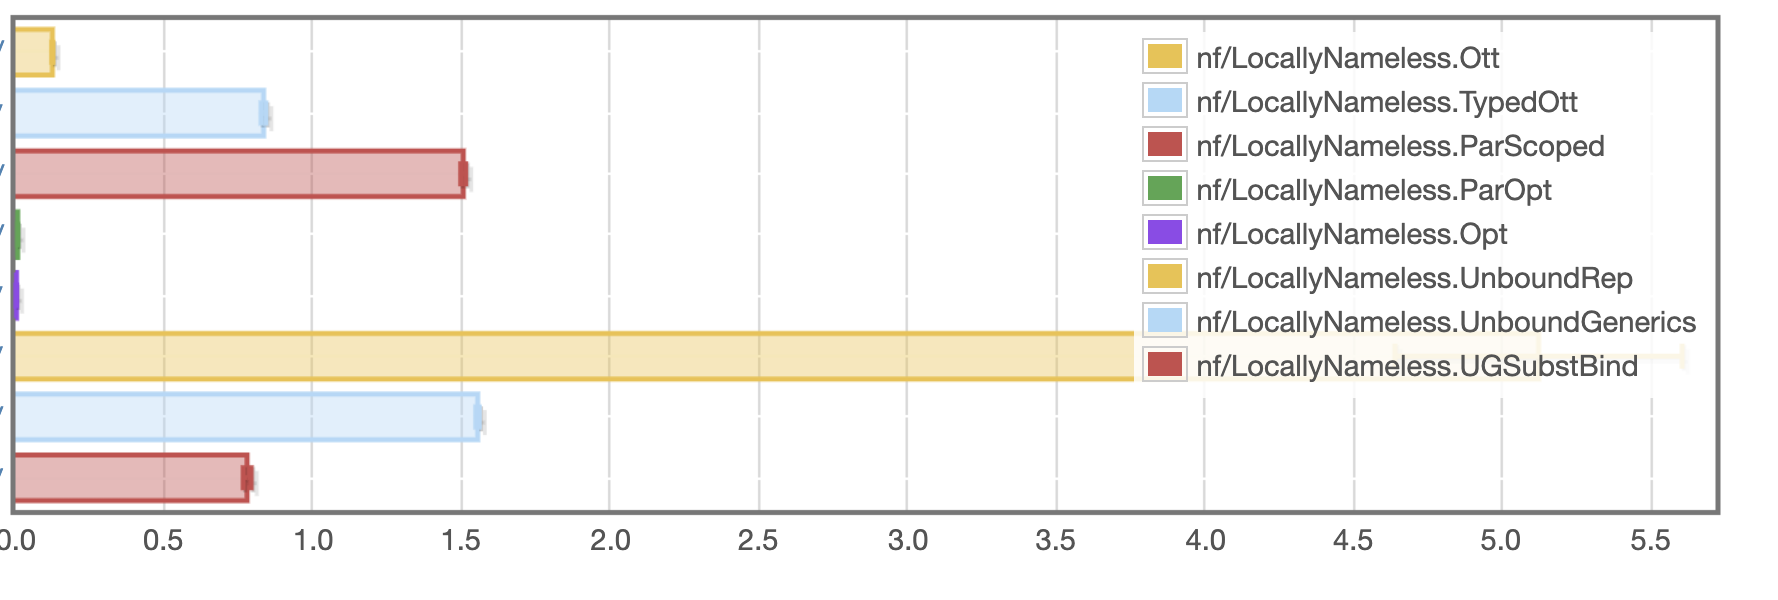 nf/LocallyNameless.Ott
nf/LocallyNameless.TypedOtt
nf/LocallyNameless.ParScoped
nf/LocallyNameless.ParOpt
nf/LocallyNameless.Opt
nf/LocallyNameless.UnboundRep
nf/LocallyNameless.UnboundGenerics
nf/LocallyNameless.UGSubstBind
0.0 0.5 1.0 1.5 2.0 2.5 3.0 3.5 4.0 4.5 5.0 5.5